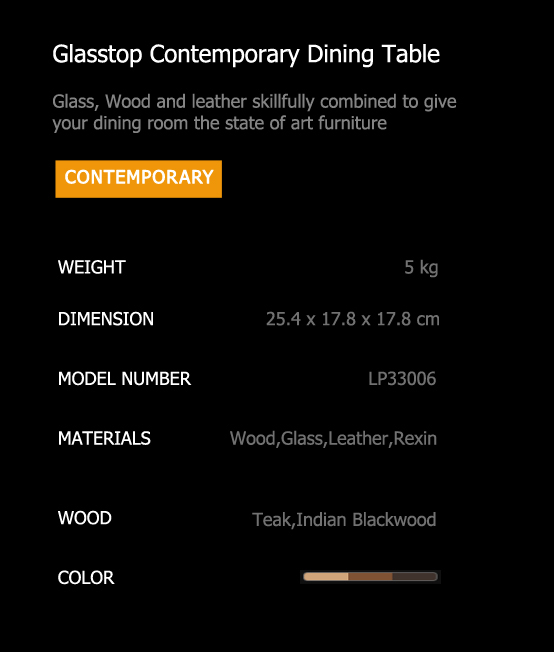 Glasstop Contemporary Dining Table
Glass, Wood and leather skillfully combined to give
your dining room the state of art furniture
CONTEMPORARY
WEIGHT 5 kg
DIMENSION 25.4 x 17.8 x 17.8 cm
MODEL NUMBER LP33006
MATERIALS Wood,Glass,Leather,Rexin
WOOD Teak,Indian Blackwood
COLOR